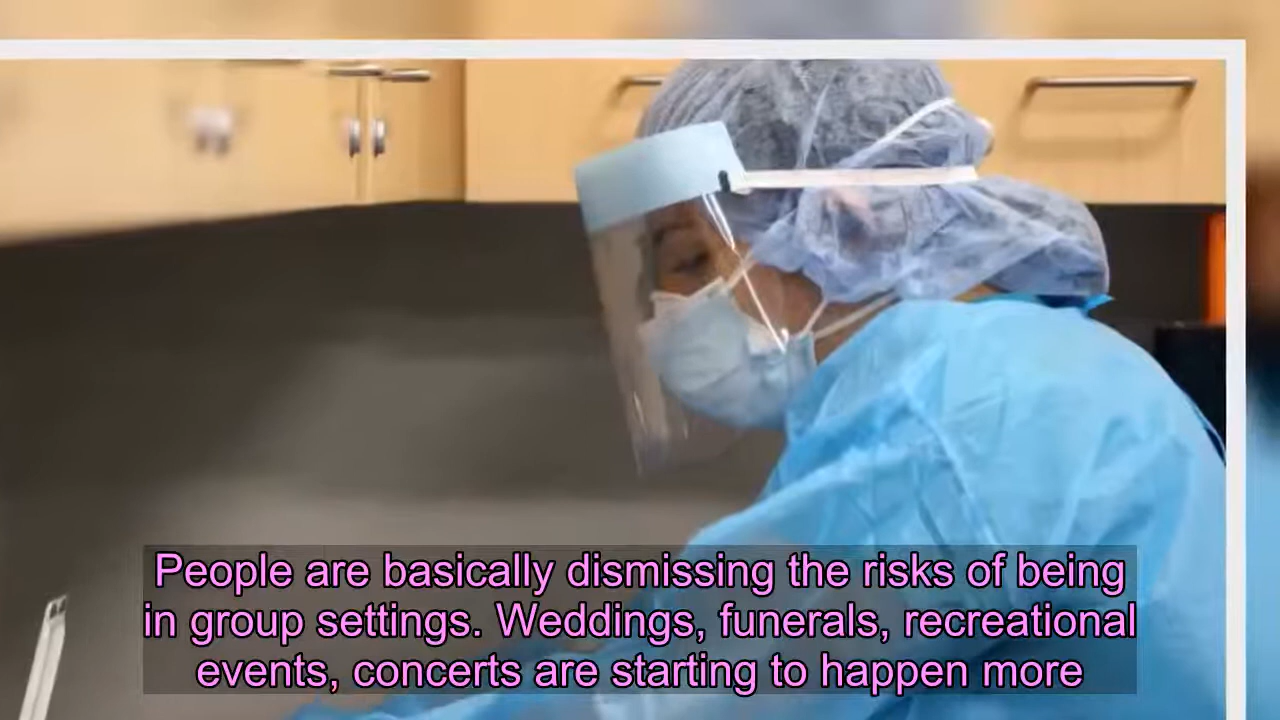 People are basically dismissing the risks of being
in group settings. Weddings, funerals, recreational
events, concerts are starting to happen more